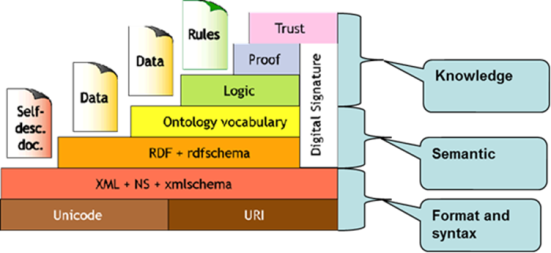 Rules
Trust
Data
Proof
Knowledge
Data
Logic
Digital Signature
Self-
desc.
doc.
Ontology vocabulary
RDF + rdfschema
Semantic
XML + NS + xmlschema
Unicode
URI
Format and
syntax